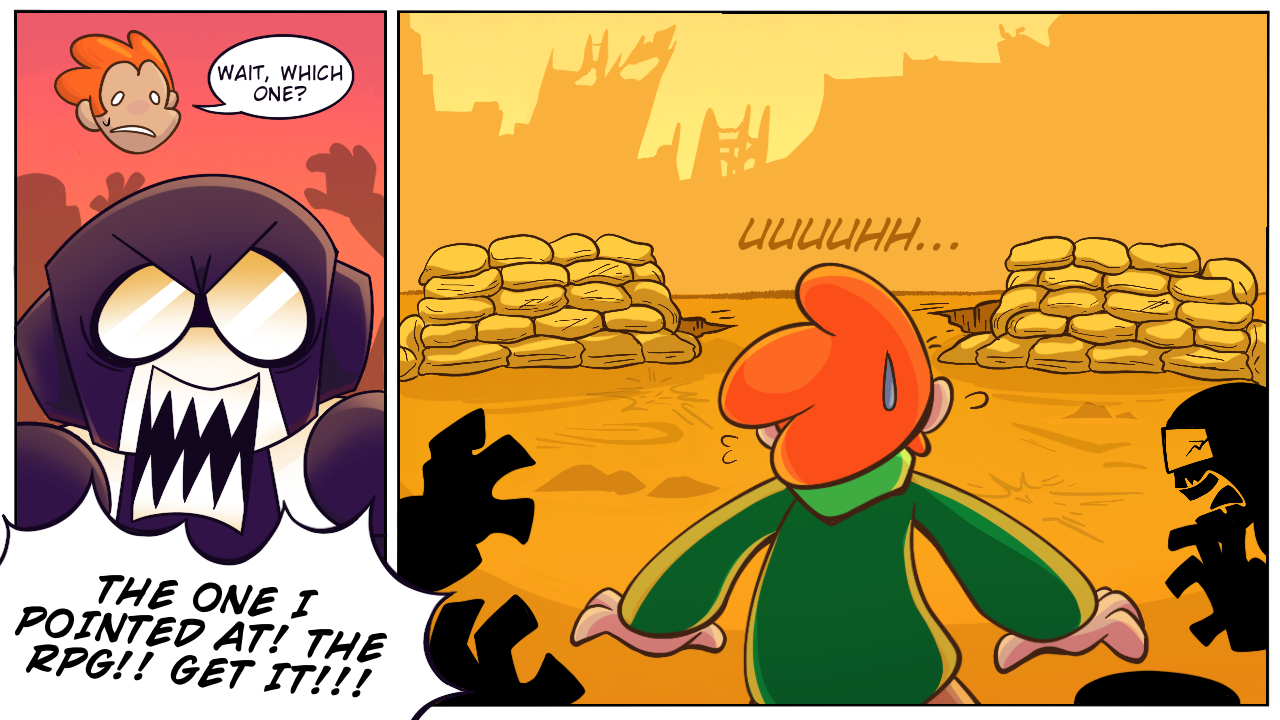 WAIT, WHICH
ONE?
THE ONE I
POINTED AT! THE
RPG!! GET IT!!!
UUUUHH...